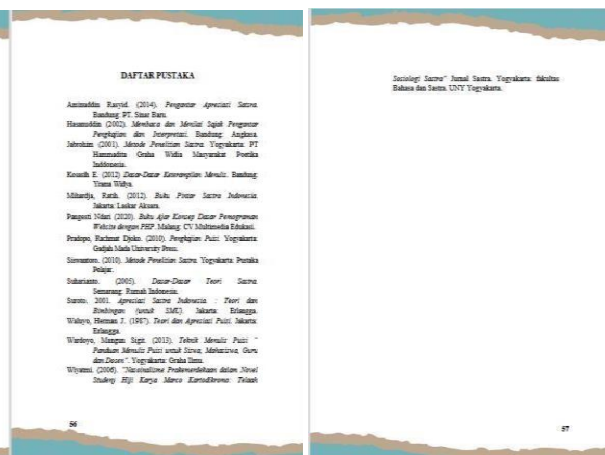 DAFTAR PUSTAKA
Aminuddin Rasyid. (2014). Pengantar Apresiasi Sastra.
Bandung: PT. Sinar Baru.
Hasanuddin (2002). Membaca dan Menilai Sajak Pengantar
Pengkajian dan Interpretasi. Bandung: Angkasa.
Jabrohim (2001). Metode Penelitian Sastra. Yogyakarta: PT
Hammadita Graha Widia Masyarakat Poetika
Indonesia.
Kosasih E. (2012) Dasar-Dasar Keterampilan Menulis. Bandung:
Yrama Widya.
Mihardja, Ratih. (2012). Buku Pintar Sastra Indonesia.
Jakarta: Laskar Aksara.
Pangesti Ndari (2020). Buku Ajar Konsep Dasar Pemograman
Website dengan PHP. Malang: CV Multimedia Edukasi.
Pradopo, Rachmat Djoko. (2010). Pengkajian Puisi. Yogyakarta:
Gadjah Mada University Press.
Siswantoro. (2010). Metode Penelitian Sastra. Yogyakarta: Pustaka
Pelajar.
Suharianto. (2005). Dasar-Dasar Teori Sastra.
Semarang: Rumah Indonesia.
Suroto. 2001. Apresiasi Sastra Indonesia : Teori dan
Bimbingan (untuk SMU). Jakarta: Erlangga.
Waluyo, Herman J. (1987). Teori dan Apresiasi Puisi. Jakarta:
Erlangga.
Wardoyo, Mangun Sigit. (2013). Teknik Menulis Puisi "
Panduan Menulis Puisi untuk Siswa, Mahasiswa, Guru
dan Dosen". Yogyakarta: Graha Ilmu.
Wiyatmi. (2006). "Nasionalisme Prakemerdekaan dalam Novel
Student Hijo Karya Marco Kartodikromo: Telaah
56
Sosiologi Sastra" Jurnal Sastra. Yogyakarta: fakultas
Bahasa dan Sastra. UNY Yogyakarta.
57